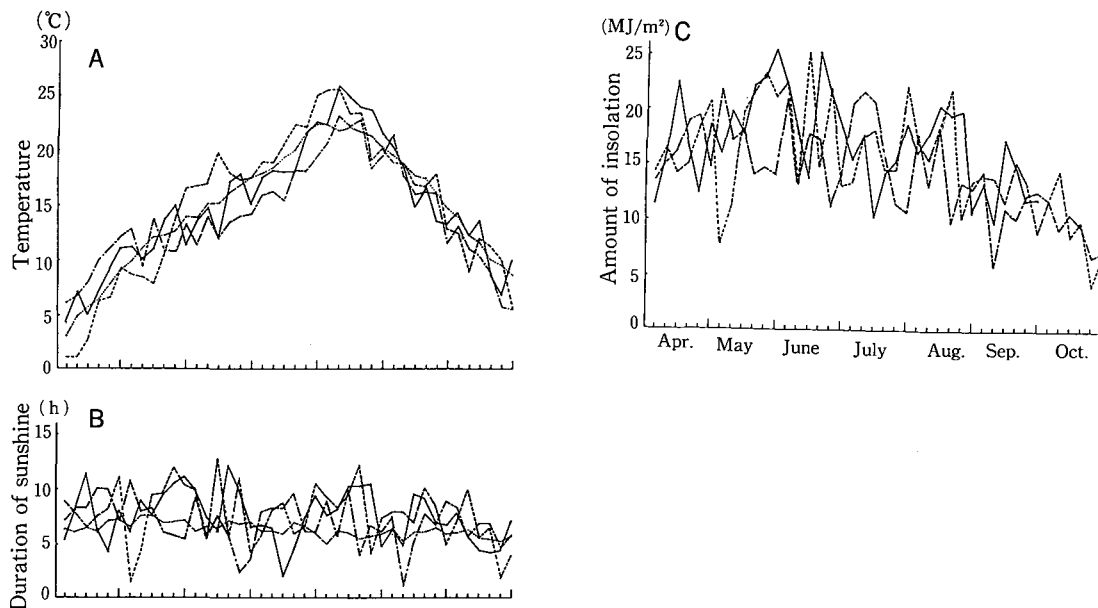 (℃)
A
30
25
20
15
10
5
0
Temperature
(h)
B
15
10
5
0
Duration of sunshine
(MJ/m²)
C
25
20
15
10
5
0
Amount of insolation
Apr. May June July Aug. Sep. Oct.